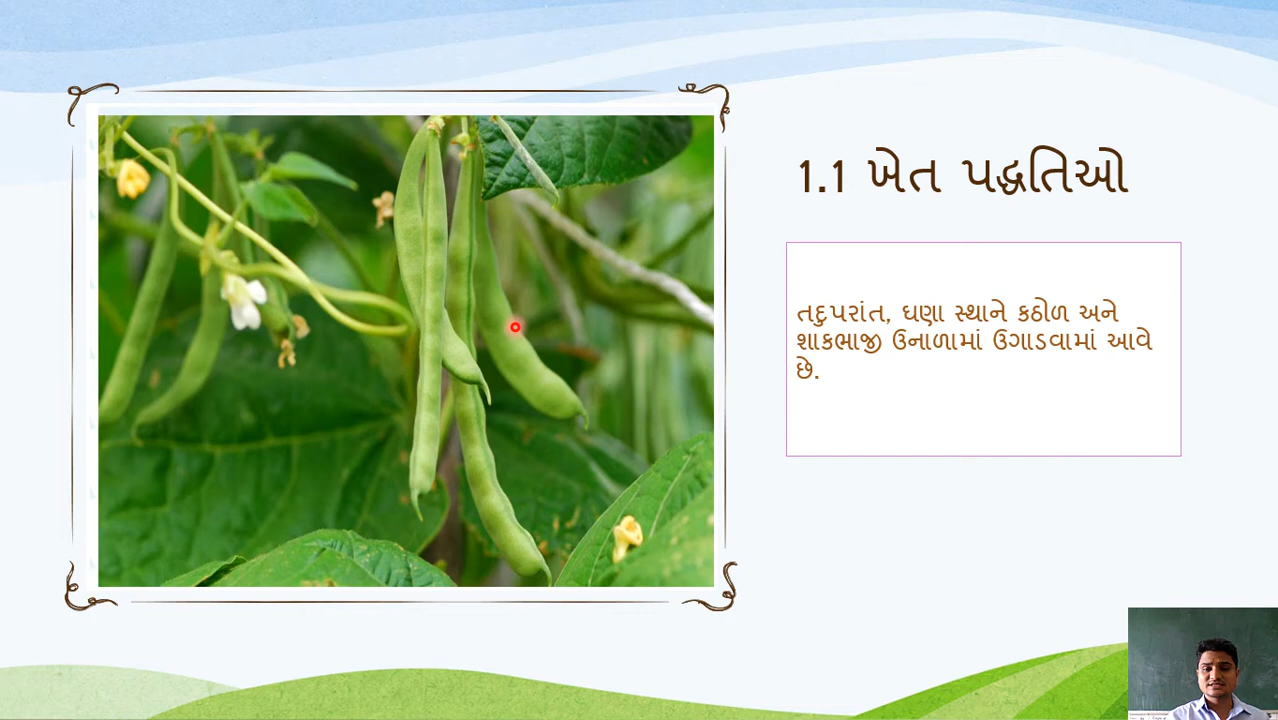 1.1 ખેત પદ્ધતિઓ
તદુપરાંત, ઘણા સ્થાને કઠોળ અને
શાકભાજી ઉનાળામાં ઉગાડવામાં આવે
છે.